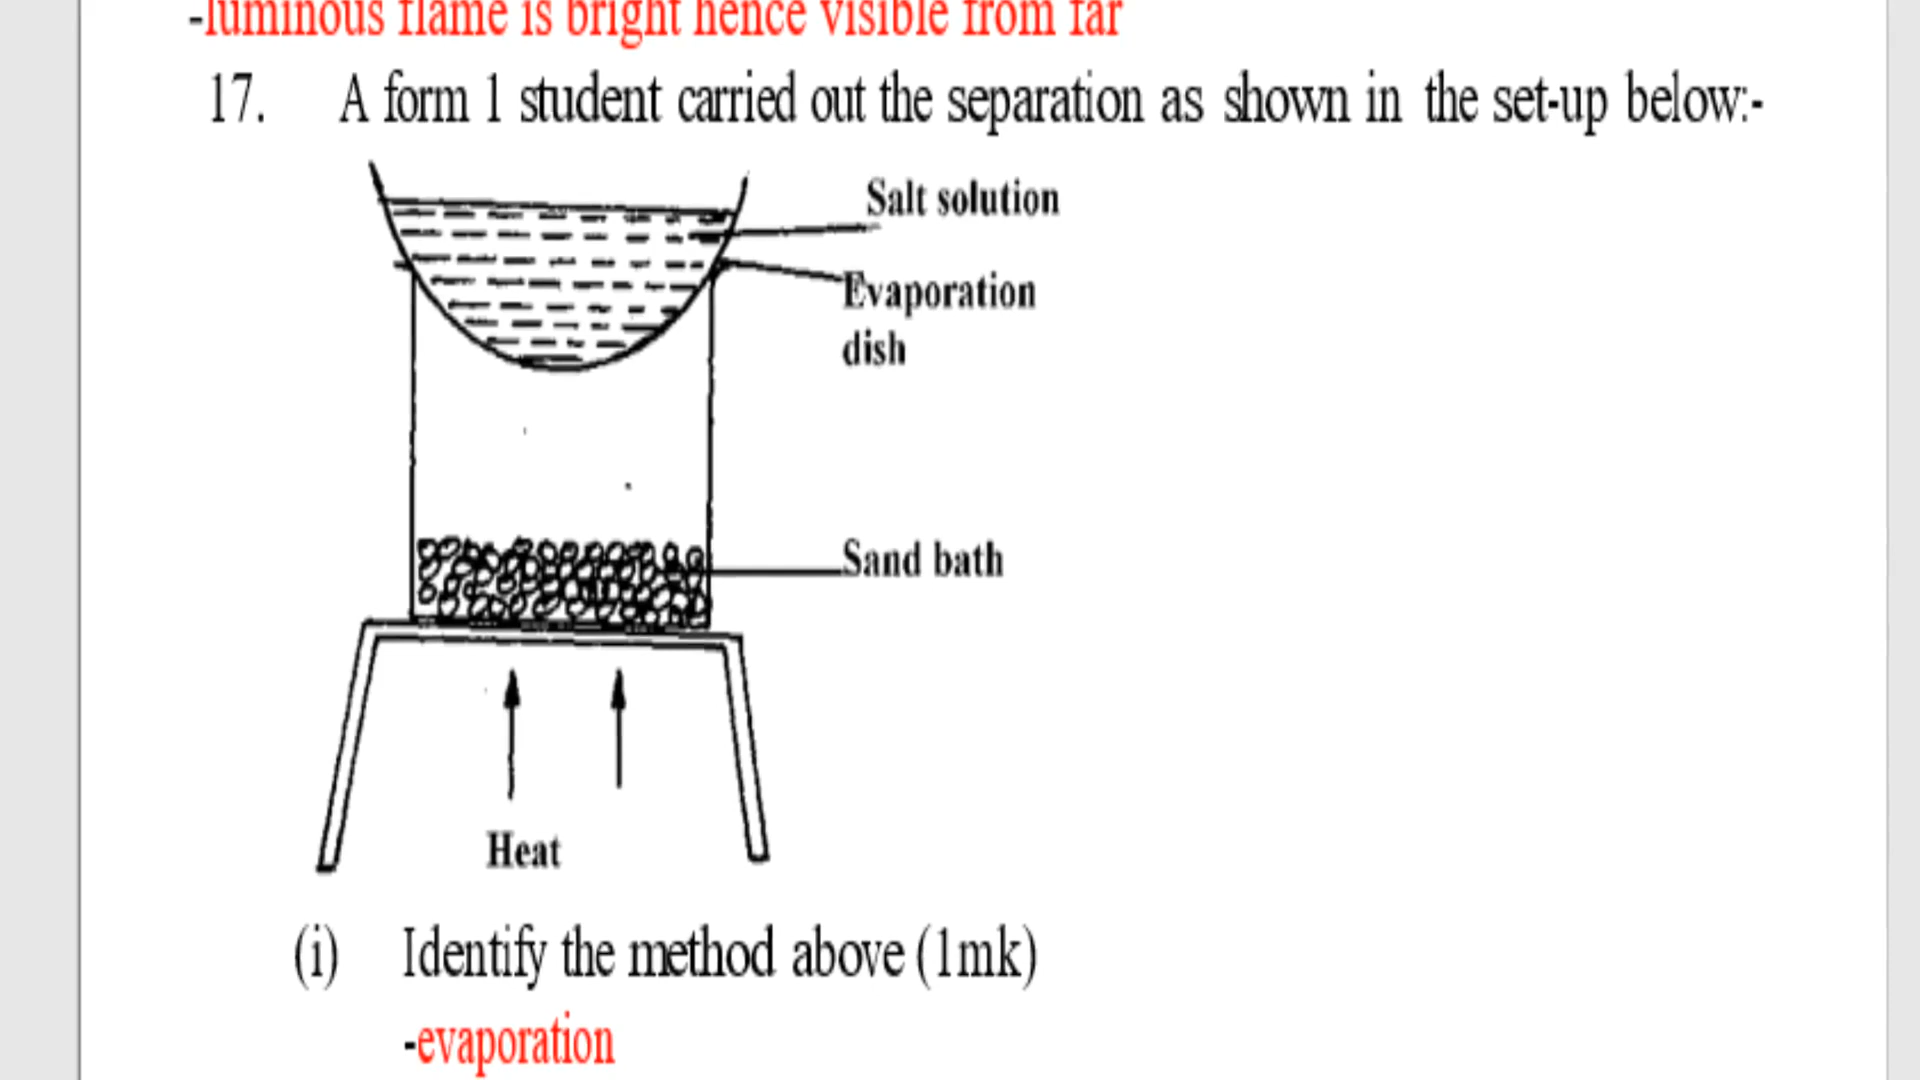 -luminous flame is bright hence visible from far
17. A form 1 student carried out the separation as shown in the set-up below:-
Salt solution
Evaporation
dish
Sand bath
Heat
(i) Identify the method above (1mk)
-evaporation